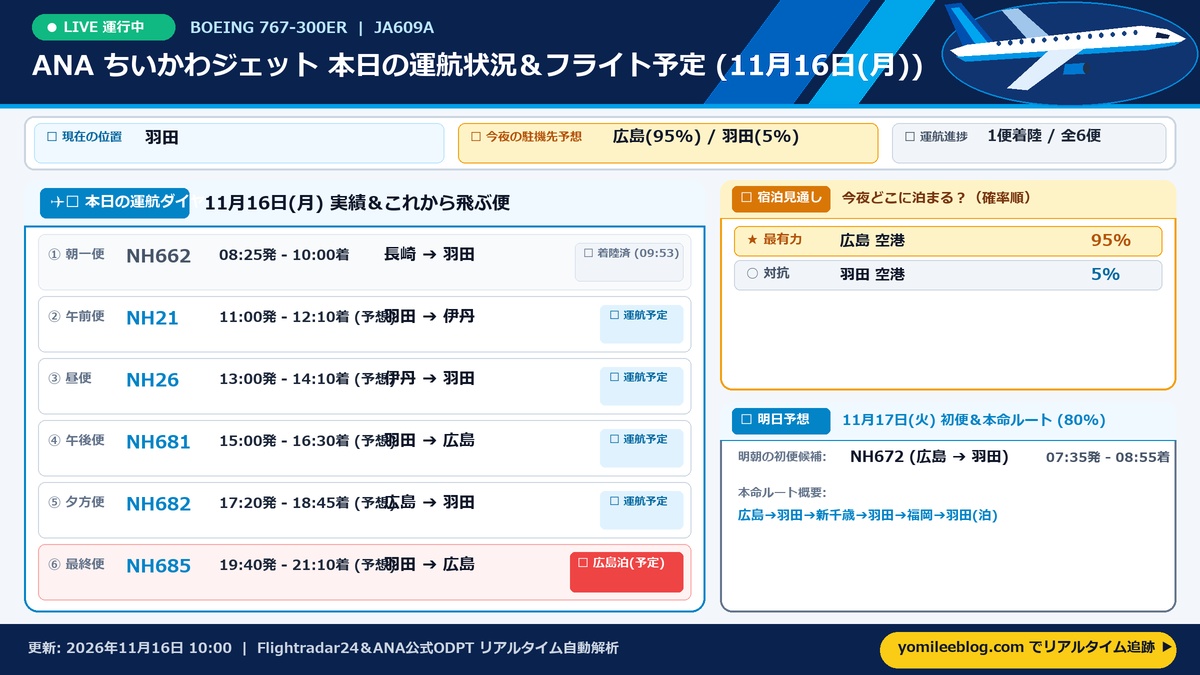 ● LIVE 運行中 BOEING 767-300ER | JA609A
ANA ちいかわジェット 本日の運航状況&フライト予定 (11月16日(月))
□ 現在の位置 羽田
□ 今夜の駐機先予想 広島(95%) / 羽田(5%)
□ 運航進捗 1便着陸 / 全6便
✈□ 本日の運航ダイ 11月16日(月) 実績&これから飛ぶ便
① 朝一便 NH662 08:25発 - 10:00着 長崎 → 羽田 □ 着陸済 (09:53)
② 午前便 NH21 11:00発 - 12:10着 (予想) 羽田 → 伊丹 □ 運航予定
③ 昼便 NH26 13:00発 - 14:10着 (予想) 伊丹 → 羽田 □ 運航予定
④ 午後便 NH681 15:00発 - 16:30着 (予想) 羽田 → 広島 □ 運航予定
⑤ 夕方便 NH682 17:20発 - 18:45着 (予想) 広島 → 羽田 □ 運航予定
⑥ 最終便 NH685 19:40発 - 21:10着 (予想) 羽田 → 広島 □ 広島泊(予定)
□ 宿泊見通し 今夜どこに泊まる？（確率順）
★ 最有力 広島 空港 95%
○ 対抗 羽田 空港 5%
□ 明日予想 11月17日(火) 初便&本命ルート (80%)
明朝の初便候補: NH672 (広島 → 羽田) 07:35発 - 08:55着
本命ルート概要:
広島→羽田→新千歳→羽田→福岡→羽田(泊)
更新: 2026年11月16日 10:00 | Flightradar24&ANA公式ODPT リアルタイム自動解析
yomileeblog.com でリアルタイム追跡 ▶